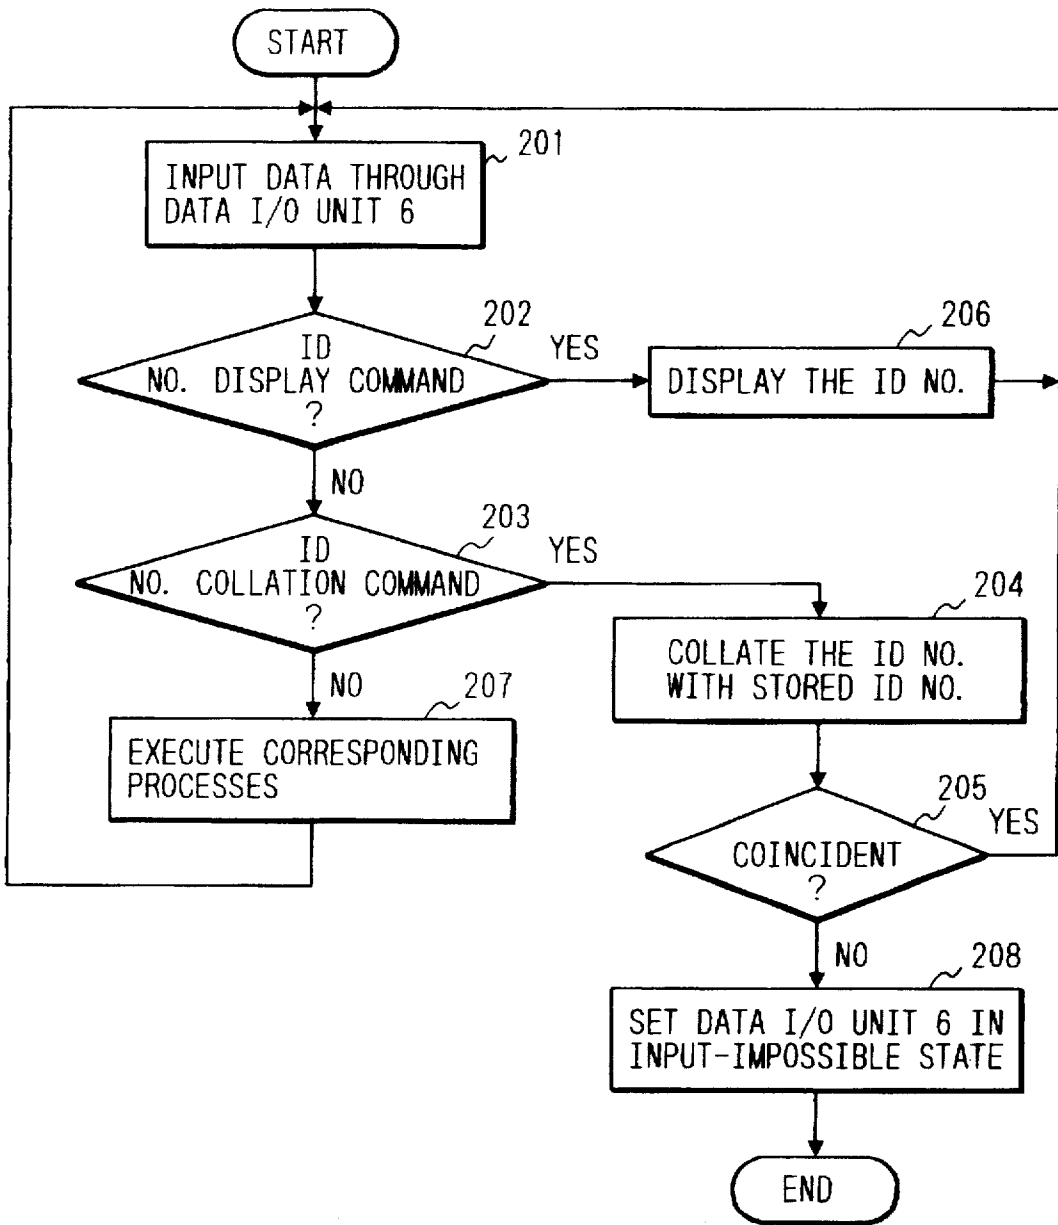 START
201
INPUT DATA THROUGH
DATA I/O UNIT 6
202
ID
NO. DISPLAY COMMAND
?
YES
206
DISPLAY THE ID NO.
NO
203
ID
NO. COLLATION COMMAND
?
YES
204
COLLATE THE ID NO.
WITH STORED ID NO.
NO
207
EXECUTE CORRESPONDING
PROCESSES
205
COINCIDENT
?
YES
NO
208
SET DATA I/O UNIT 6 IN
INPUT-IMPOSSIBLE STATE
END